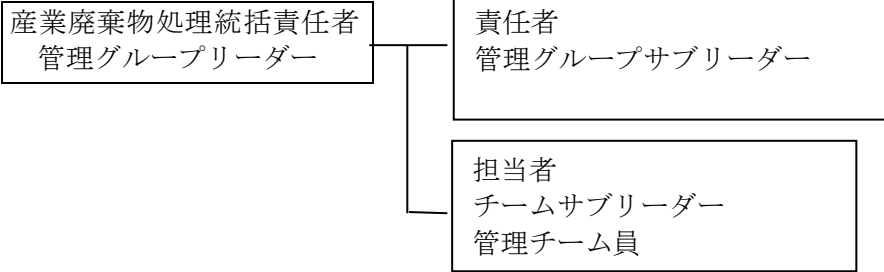 産業廃棄物処理統括責任者
管理グループリーダー
責任者
管理グループサブリーダー
担当者
チームサブリーダー
管理チーム員